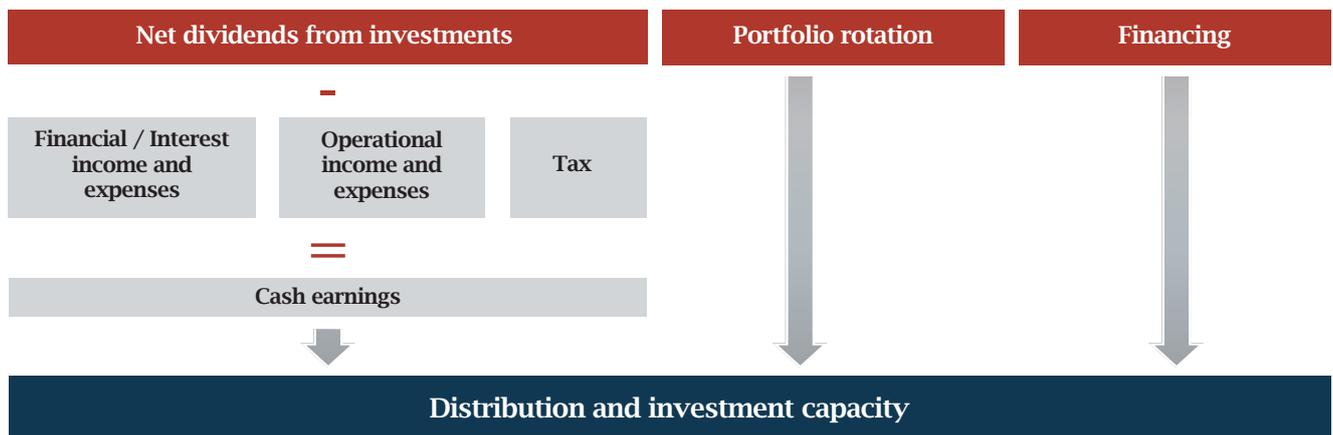 Net dividends from investments
Portfolio rotation
Financing
-
Financial / Interest
income and
expenses
Operational
income and
expenses
Tax
=
Cash earnings
Distribution and investment capacity